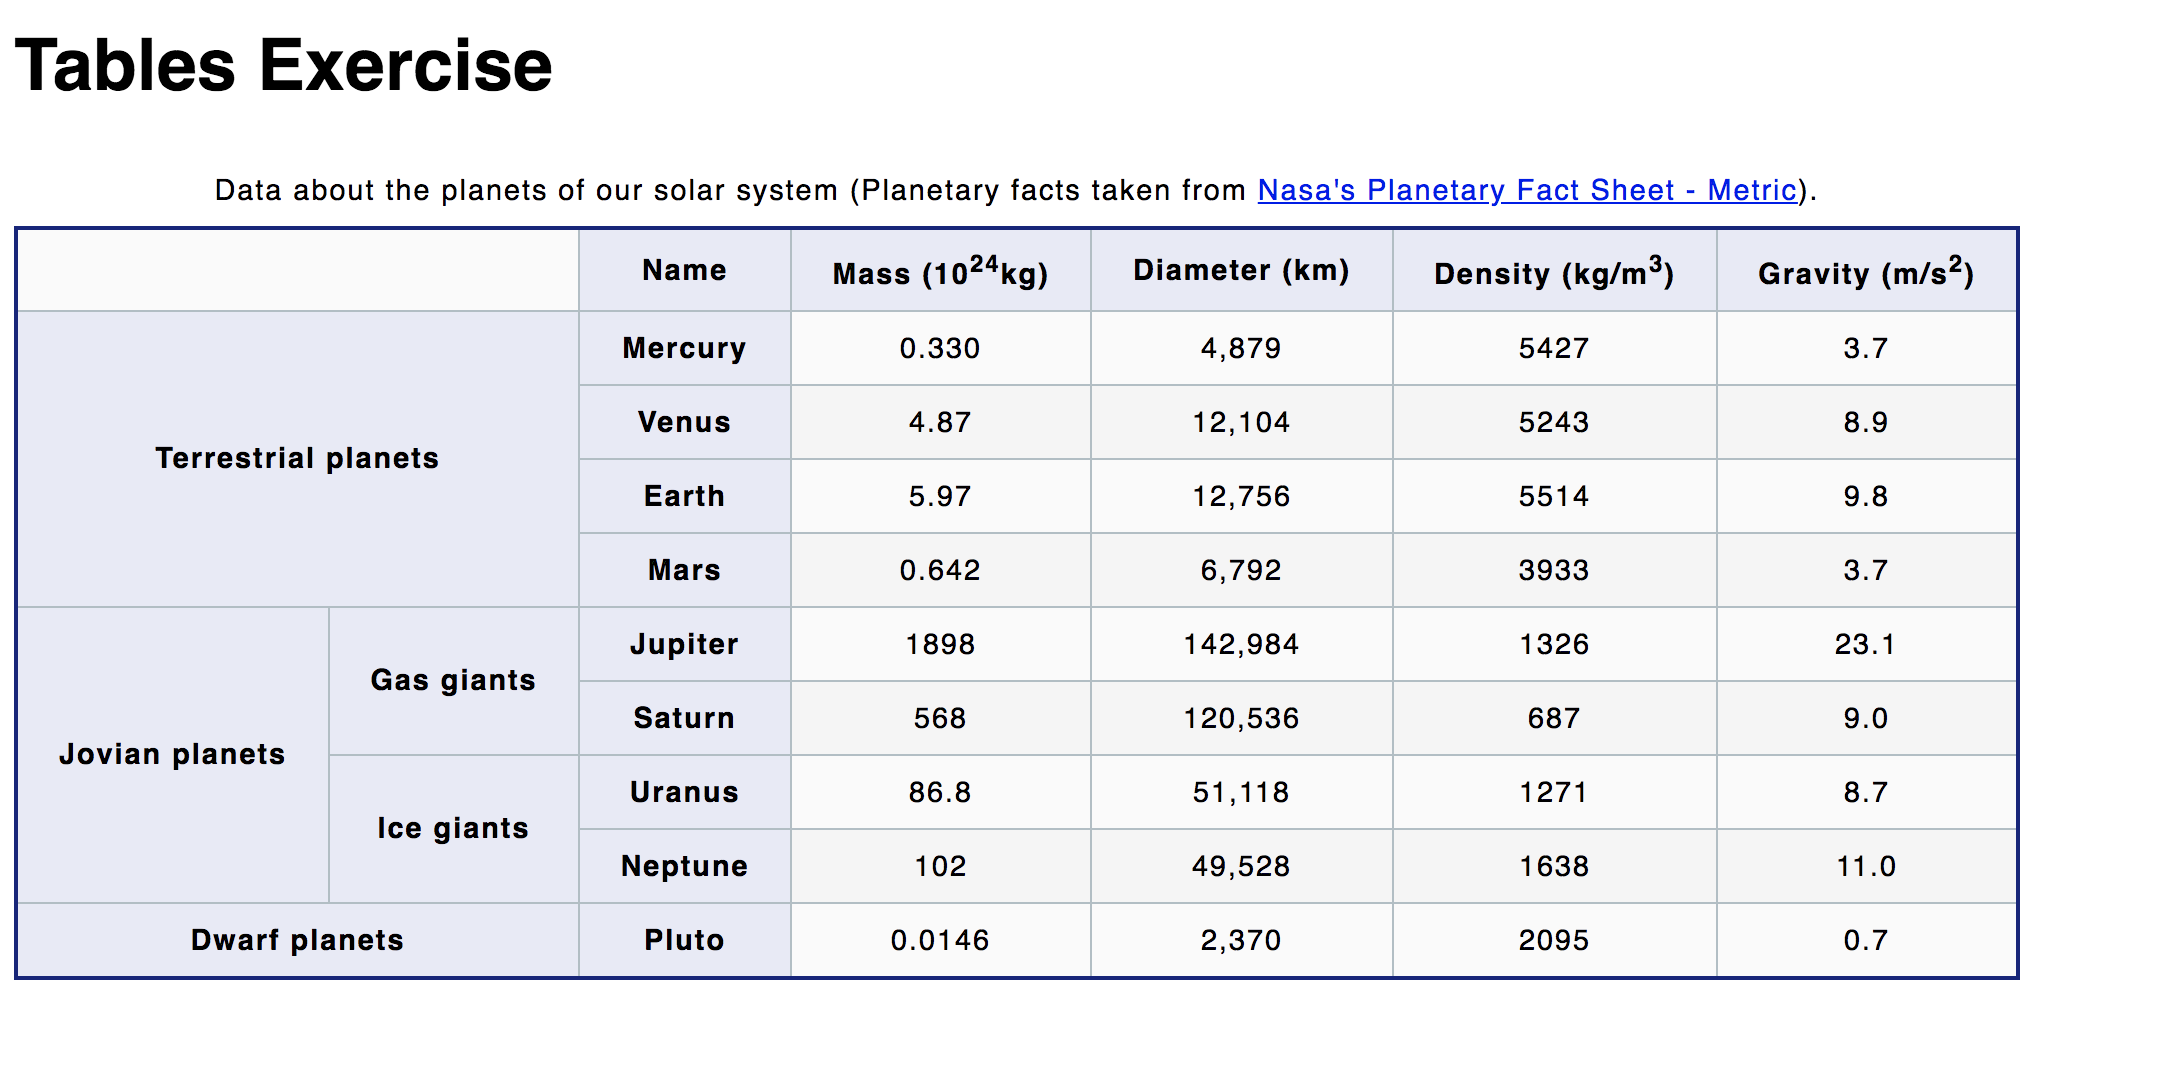 Tables Exercise
Data about the planets of our solar system (Planetary facts taken from Nasa's Planetary Fact Sheet - Metric).
Name Mass (10²⁴kg) Diameter (km) Density (kg/m³) Gravity (m/s²)
Terrestrial planets
Mercury 0.330 4,879 5427 3.7
Venus 4.87 12,104 5243 8.9
Earth 5.97 12,756 5514 9.8
Mars 0.642 6,792 3933 3.7
Jovian planets
Gas giants
Jupiter 1898 142,984 1326 23.1
Saturn 568 120,536 687 9.0
Ice giants
Uranus 86.8 51,118 1271 8.7
Neptune 102 49,528 1638 11.0
Dwarf planets Pluto 0.0146 2,370 2095 0.7